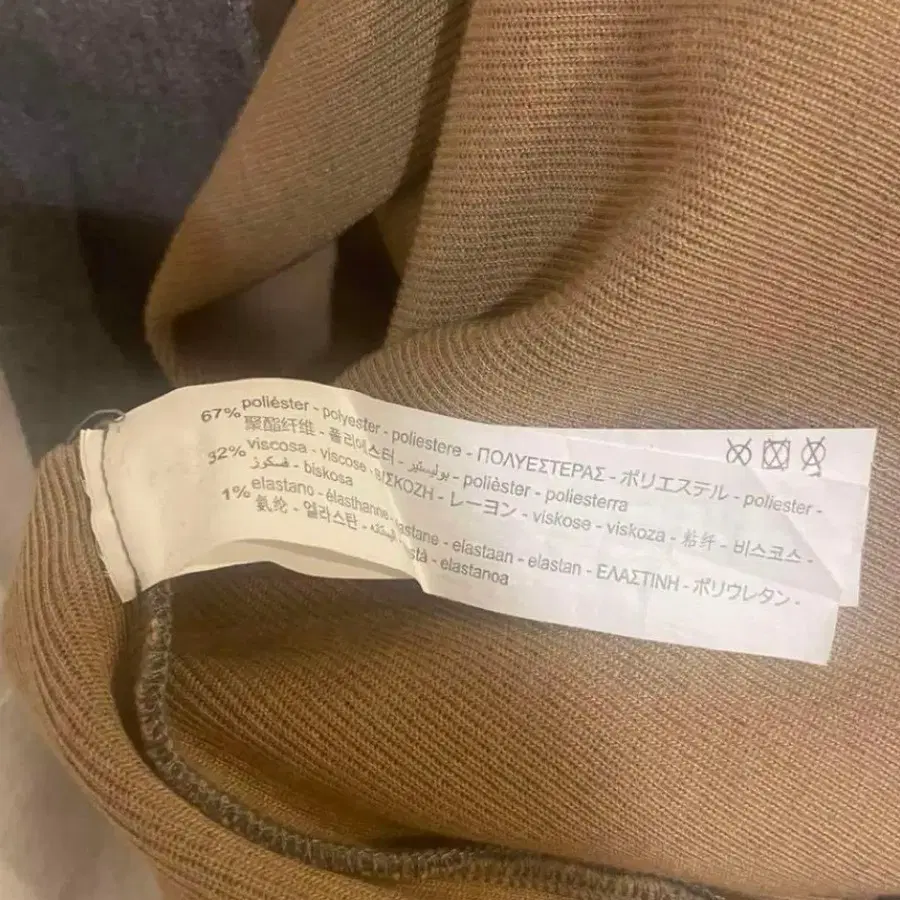 67% poliéster - polyester - poliestere - ΠΟΛΥΕΣΤΕΡΑΣ - ポリエステル - poliester -
聚酯纤维 - 폴리에스터 - بوليستير - polièster - poliesterra
32% viscosa - viscose - ΒΙΣΚΟΖΗ - レーヨン - viskose - viskoza - 粘纤 - 비스코스 -
فسكوز - biskosa
1% elastano - élasthanne - elastane - elastaan - elastan - ΕΛΑΣΤΙΝΗ - ポリウレタン -
氨纶 - 엘라스탄 - elastanoa